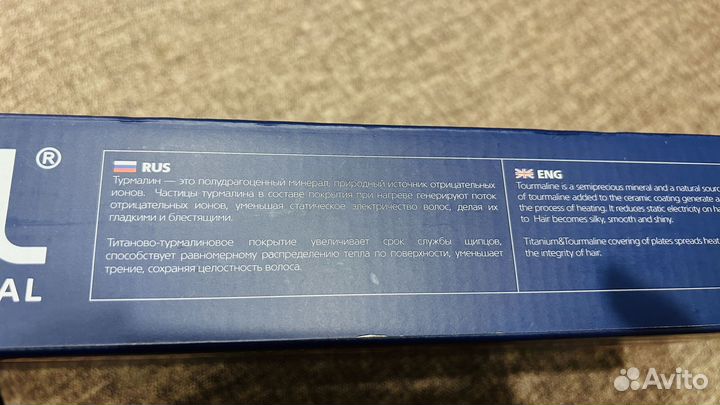 ®
AL
RUS
Турмалин — это полудрагоценный минерал, природный источник отрицательных
ионов. Частицы турмалина в составе покрытия при нагреве генерируют поток
отрицательных ионов, уменьшая статическое электричество волос, делая их
гладкими и блестящими.
Титаново-турмалиновое покрытие увеличивает срок службы щипцов,
способствует равномерному распределению тепла по поверхности, уменьшает
трение, сохраняя целостность волоса.
ENG
Tourmaline is a semiprecious mineral and a natural sourc
of tourmaline added to the ceramic coating generate a
the process of heating. It reduces static electricity on ha
to Hair becomes silky, smooth and shiny.
Titanium&Tourmaline covering of plates spreads heat
the integrity of hair.
Avito